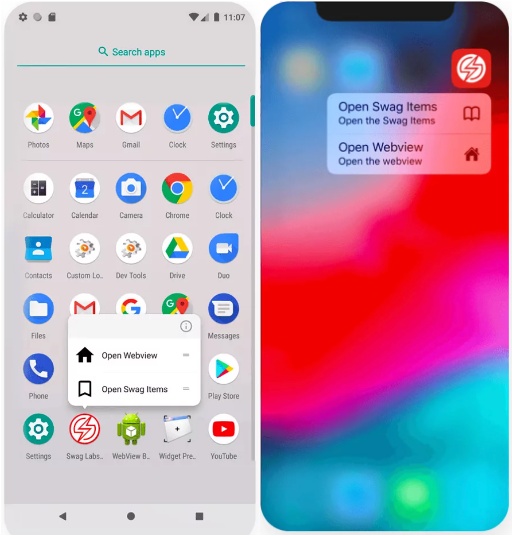 11:07
Search apps
Photos Maps Gmail Clock Settings
2
Calculator Calendar Camera Chrome Clock
Contacts Custom Lo.. Dev Tools Drive Duo
Files Messages
Open Webview
Open Swag Items
Phone Play Store
Settings Swag Labs.. WebView B.. Widget Pre.. YouTube
Open Swag Items
Open the Swag Items
Open Webview
Open the webview